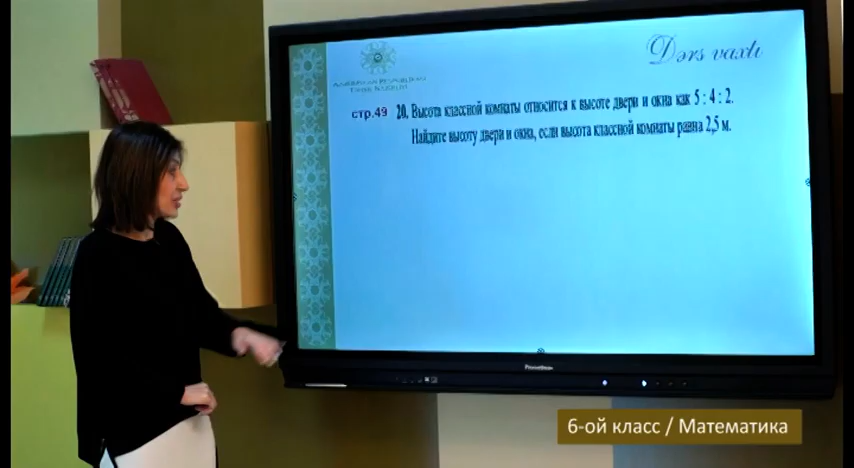 Dərs vaxtı
стр.49 20. Высота классной комнаты относится к высоте двери и окна как 5 : 4 : 2.
Найдите высоту двери и окна, если высота классной комнаты равна 2,5 м.
Promethean
6-ой класс / Математика